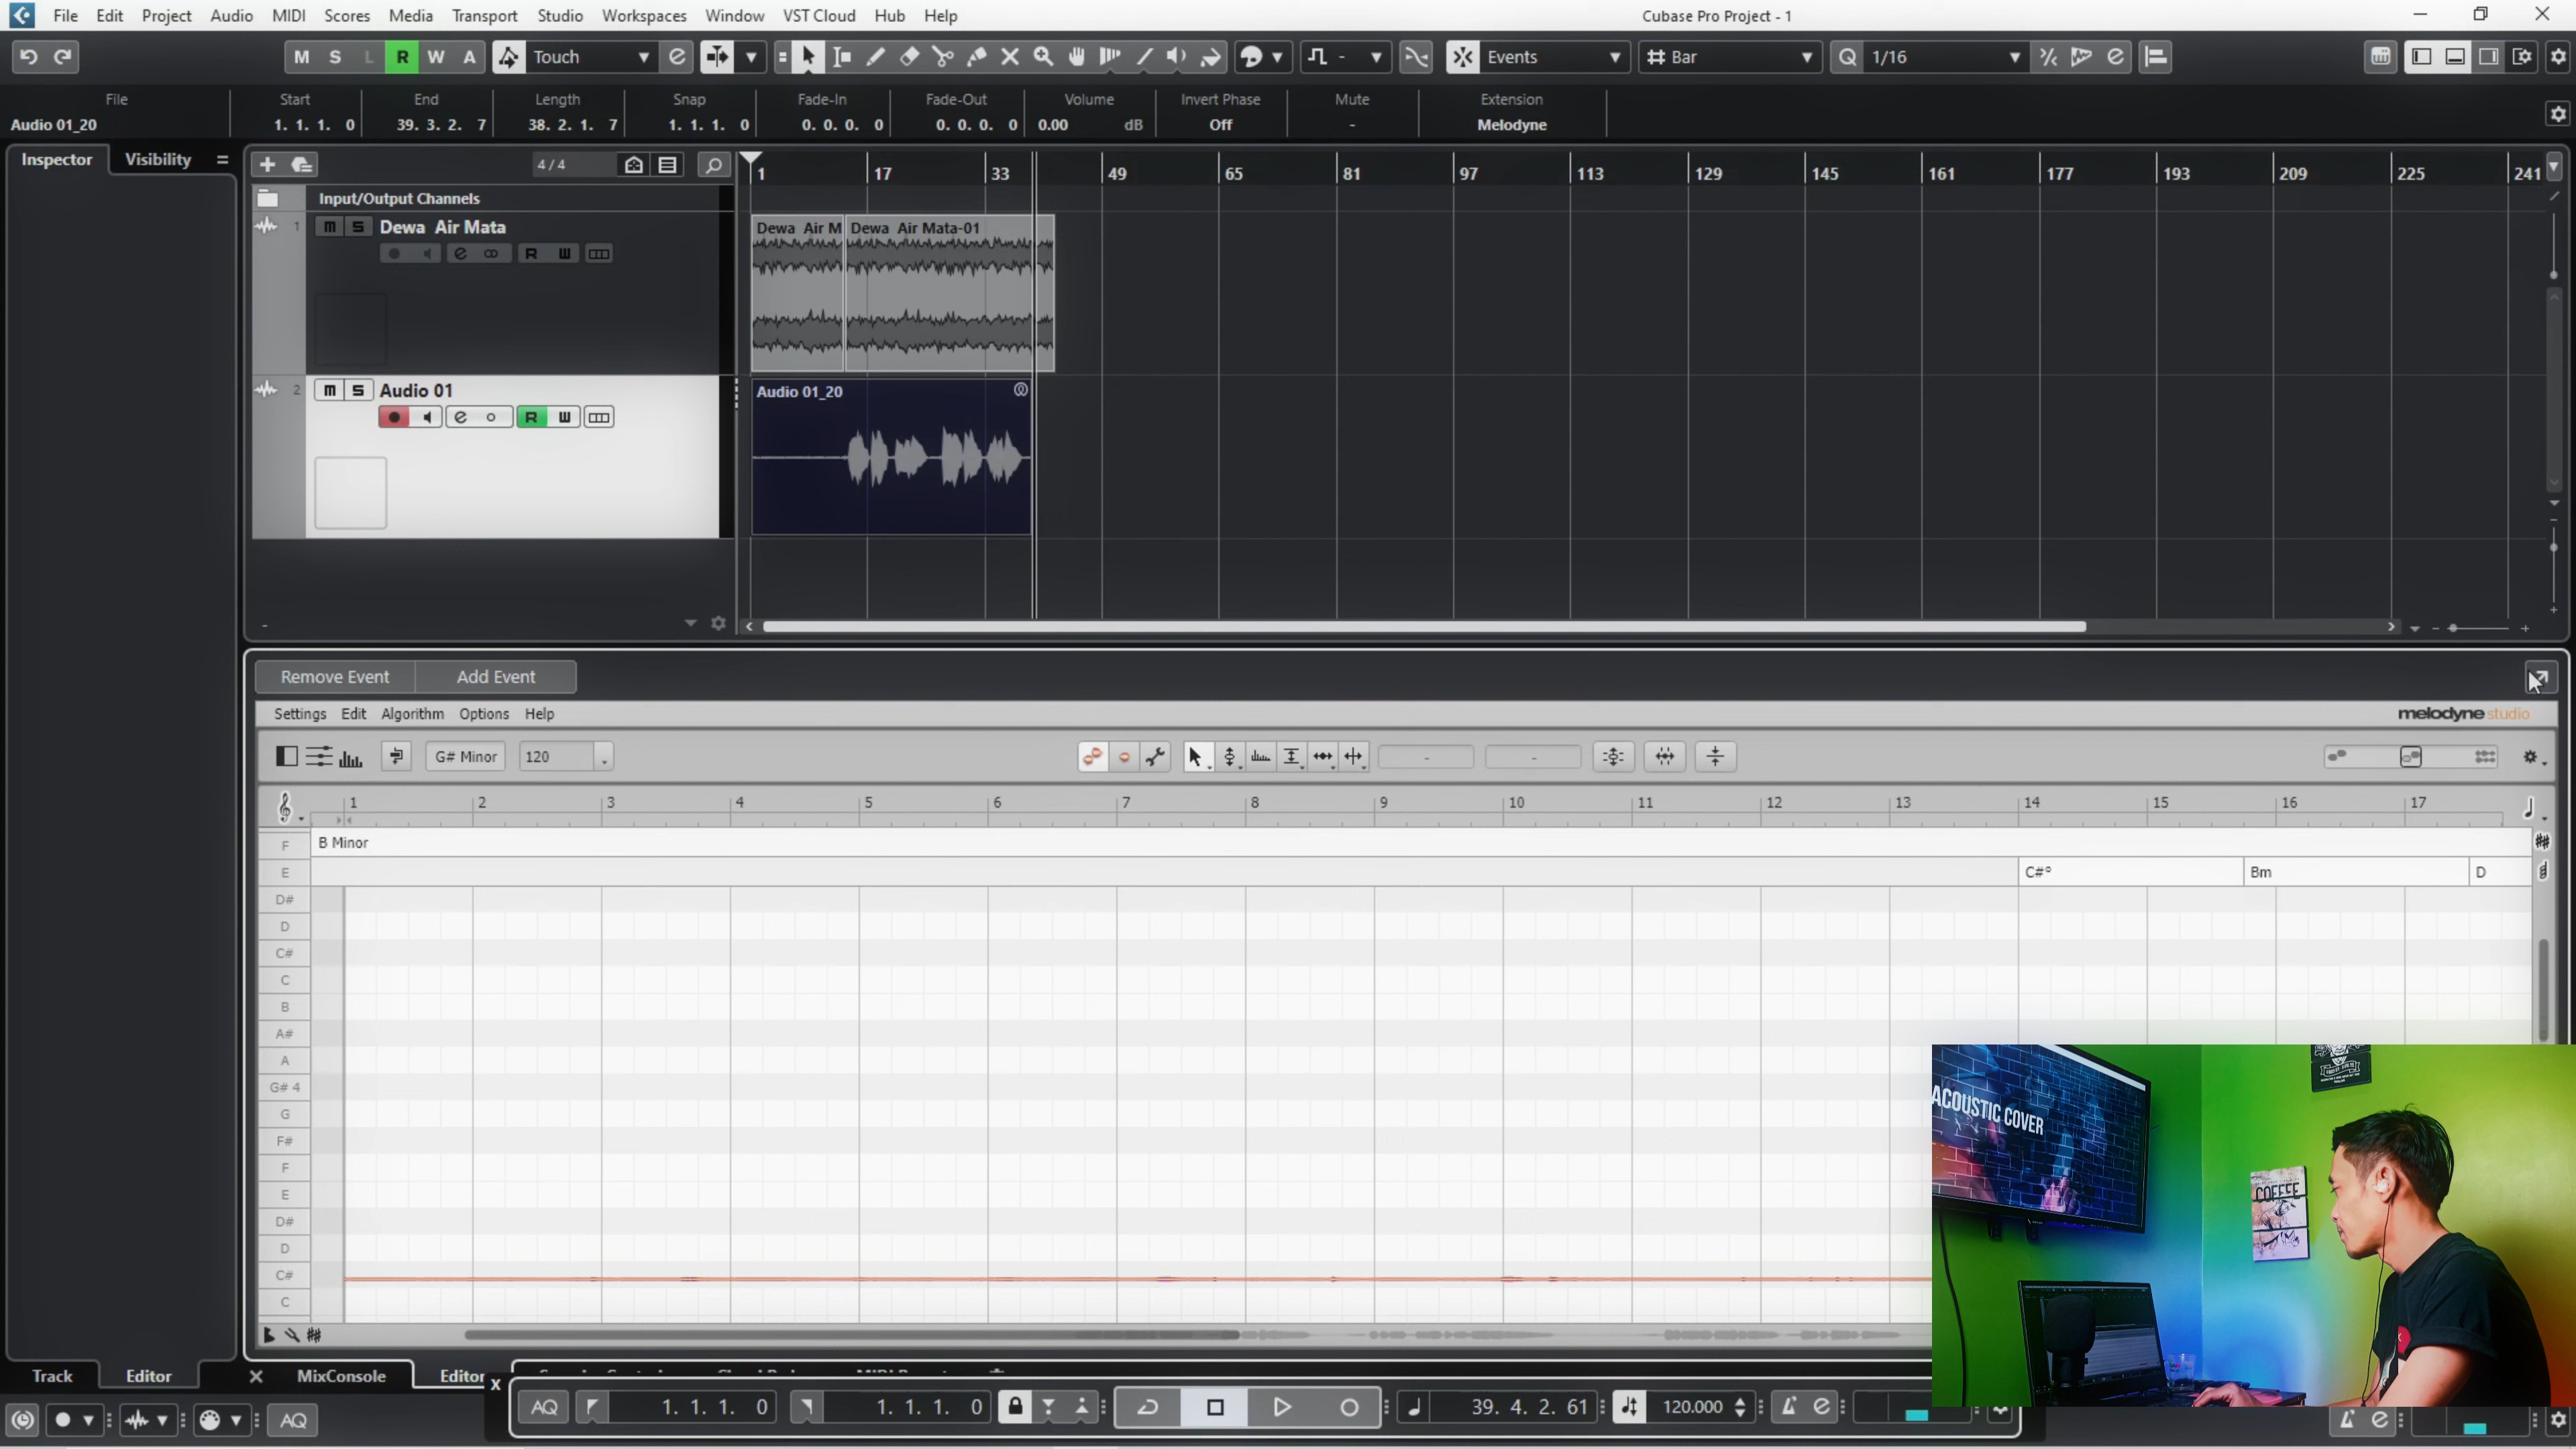 File Edit Project Audio MIDI Scores Media Transport Studio Workspaces Window VST Cloud Hub Help
Cubase Pro Project - 1
M S L R W A Touch
Events
Bar
Q 1/16
File Start End Length Snap Fade-In Fade-Out Volume Invert Phase Mute Extension
Audio 01_20 1. 1. 1. 0 39. 3. 2. 7 38. 2. 1. 7 1. 1. 1. 0 0. 0. 0. 0 0. 0. 0. 0 0.00 dB Off - Melodyne
Inspector Visibility
4 / 4
1 17 33 49 65 81 97 113 129 145 161 177 193 209 225 241
Input/Output Channels
1 m S Dewa Air Mata
R W
Dewa Air M Dewa Air Mata-01
2 m S Audio 01
R W
Audio 01_20
Remove Event Add Event
Settings Edit Algorithm Options Help
melodyne studio
G# Minor 120
1 2 3 4 5 6 7 8 9 10 11 12 13 14 15 16 17
F B Minor
E C#° Bm D
D#
D
C#
C
B
A#
A
G# 4
G
F#
F
E
D#
D
C#
C
ACOUSTIC COVER
COFFEE
Track Editor MixConsole Editor
AQ 1. 1. 1. 0 1. 1. 1. 0 39. 4. 2. 61 120.000
AQ